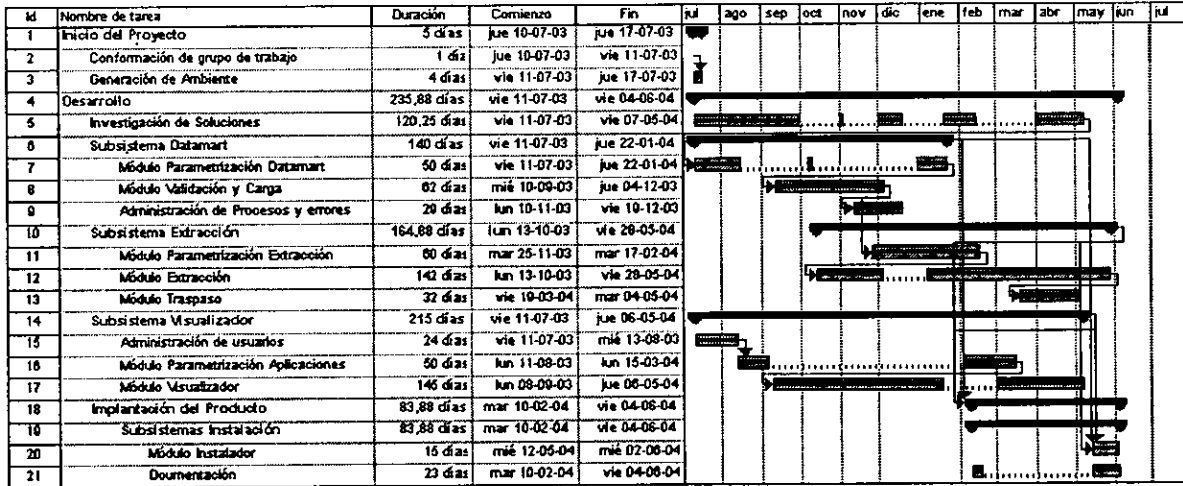 Id Nombre de tarea Duración Comienzo Fin jul ago sep oct nov dic ene feb mar abr may jun jul
1 Inicio del Proyecto 5 días jue 10-07-03 jue 17-07-03
2 Conformación de grupo de trabajo 1 día jue 10-07-03 vie 11-07-03
3 Generación de Ambiente 4 días vie 11-07-03 jue 17-07-03
4 Desarrollo 235,88 días vie 11-07-03 vie 04-06-04
5 Investigación de Soluciones 120,25 días vie 11-07-03 vie 07-05-04
6 Subsistema Datamart 140 días vie 11-07-03 jue 22-01-04
7 Módulo Parametrización Datamart 50 días vie 11-07-03 jue 22-01-04
8 Módulo Validación y Carga 62 días mié 10-09-03 jue 04-12-03
9 Administración de Procesos y errores 29 días lun 10-11-03 vie 19-12-03
10 Subsistema Extracción 164,88 días lun 13-10-03 vie 28-05-04
11 Módulo Parametrización Extracción 60 días mar 25-11-03 mar 17-02-04
12 Módulo Extracción 142 días lun 13-10-03 vie 28-05-04
13 Módulo Traspaso 32 días vie 19-03-04 mar 04-05-04
14 Subsistema Visualizador 215 días vie 11-07-03 jue 06-05-04
15 Administración de usuarios 24 días vie 11-07-03 mié 13-08-03
16 Módulo Parametrización Aplicaciones 50 días lun 11-08-03 lun 15-03-04
17 Módulo Visualizador 146 días lun 08-09-03 jue 06-05-04
18 Implantación del Producto 83,88 días mar 10-02-04 vie 04-06-04
19 Subsistemas Instalación 83,88 días mar 10-02-04 vie 04-06-04
20 Módulo Instalador 15 días mié 12-05-04 mié 02-06-04
21 Doumentación 23 días mar 10-02-04 vie 04-06-04